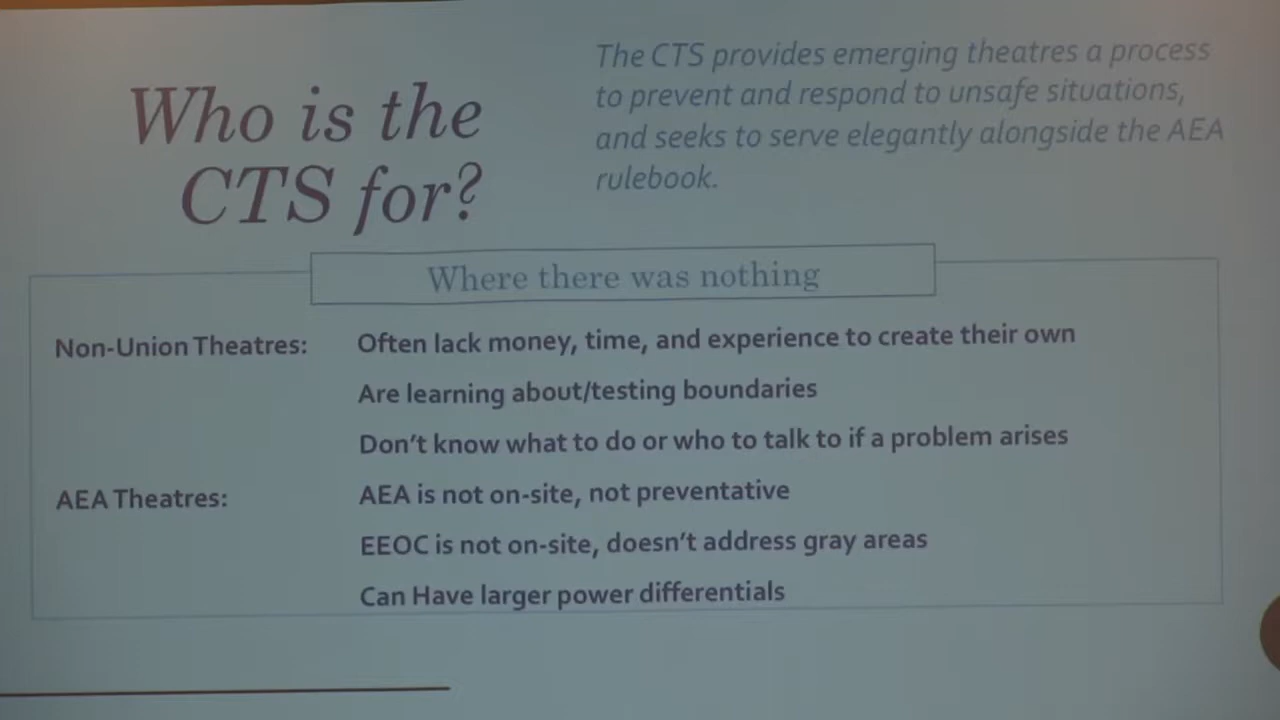 Who is the
CTS for?
The CTS provides emerging theatres a process
to prevent and respond to unsafe situations,
and seeks to serve elegantly alongside the AEA
rulebook.
Where there was nothing
Non-Union Theatres: Often lack money, time, and experience to create their own
Are learning about/testing boundaries
Don't know what to do or who to talk to if a problem arises
AEA Theatres: AEA is not on-site, not preventative
EEOC is not on-site, doesn't address gray areas
Can Have larger power differentials